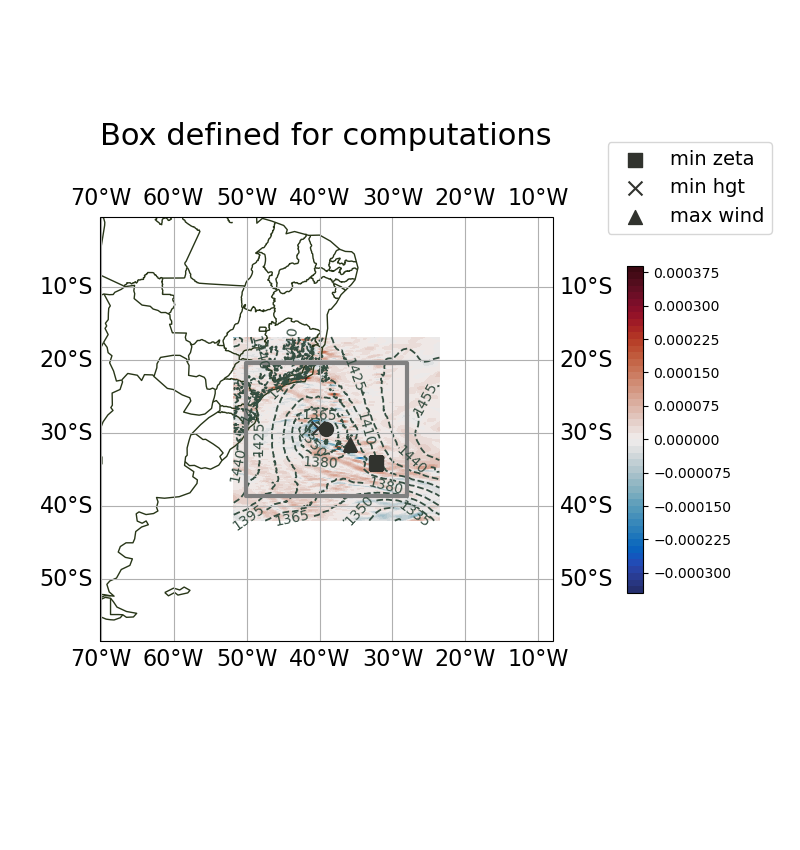 Box defined for computations
min zeta
min hgt
max wind
70°W 60°W 50°W 40°W 30°W 20°W 10°W
0.000375
0.000300
0.000225
0.000150
0.000075
0.000000
−0.000075
−0.000150
−0.000225
−0.000300
10°S 10°S
20°S 20°S
30°S 30°S
40°S 40°S
50°S 50°S
1425
1455
1365
1410
1425
1440
1440
1380
1380
1395
1365
1350
1335
70°W 60°W 50°W 40°W 30°W 20°W 10°W